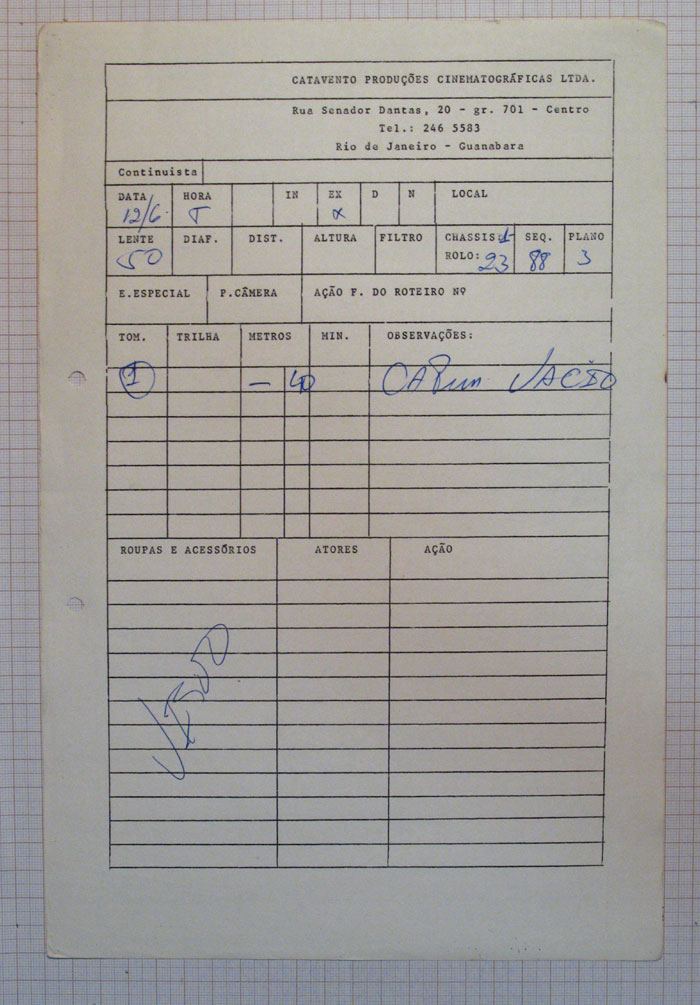 CATAVENTO PRODUÇÕES CINEMATOGRÁFICAS LTDA.
Rua Senador Dantas, 20 - gr. 701 - Centro
Tel.: 246 5583
Rio de Janeiro - Guanabara
Continuista
DATA HORA IN EX D N LOCAL
12/6 T x
LENTE DIAF. DIST. ALTURA FILTRO CHASSIS 1 SEQ. PLANO
50 ROLO: 23 88 3
E.ESPECIAL P.CÂMERA AÇÃO F. DO ROTEIRO Nº
TOM. TRILHA METROS MIN. OBSERVAÇÕES:
1 — 40
ROUPAS E ACESSÓRIOS ATORES AÇÃO